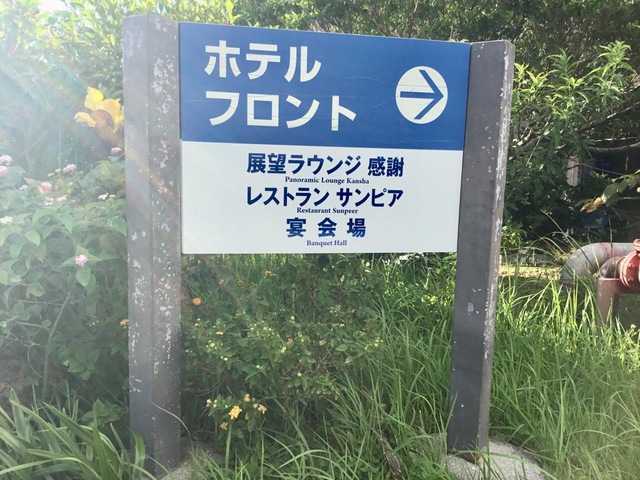 ホテル
フロント
展望ラウンジ 感謝
Panoramic Lounge Kansha
レストラン サンピア
Restaurant Sunpeer
宴会場
Banquet Hall